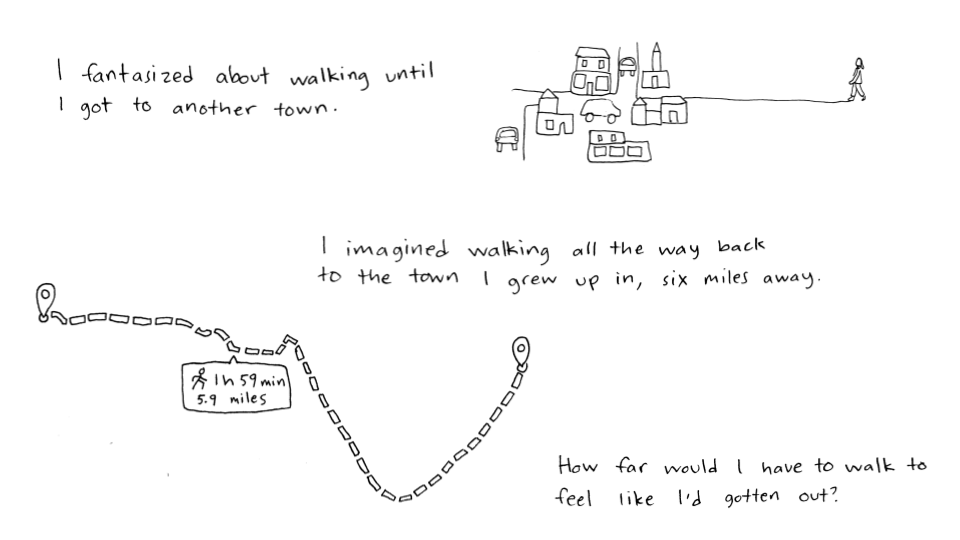 I fantasized about walking until
I got to another town.
I imagined walking all the way back
to the town I grew up in, six miles away.
1h 59min
5.9 miles
How far would I have to walk to
feel like I'd gotten out?